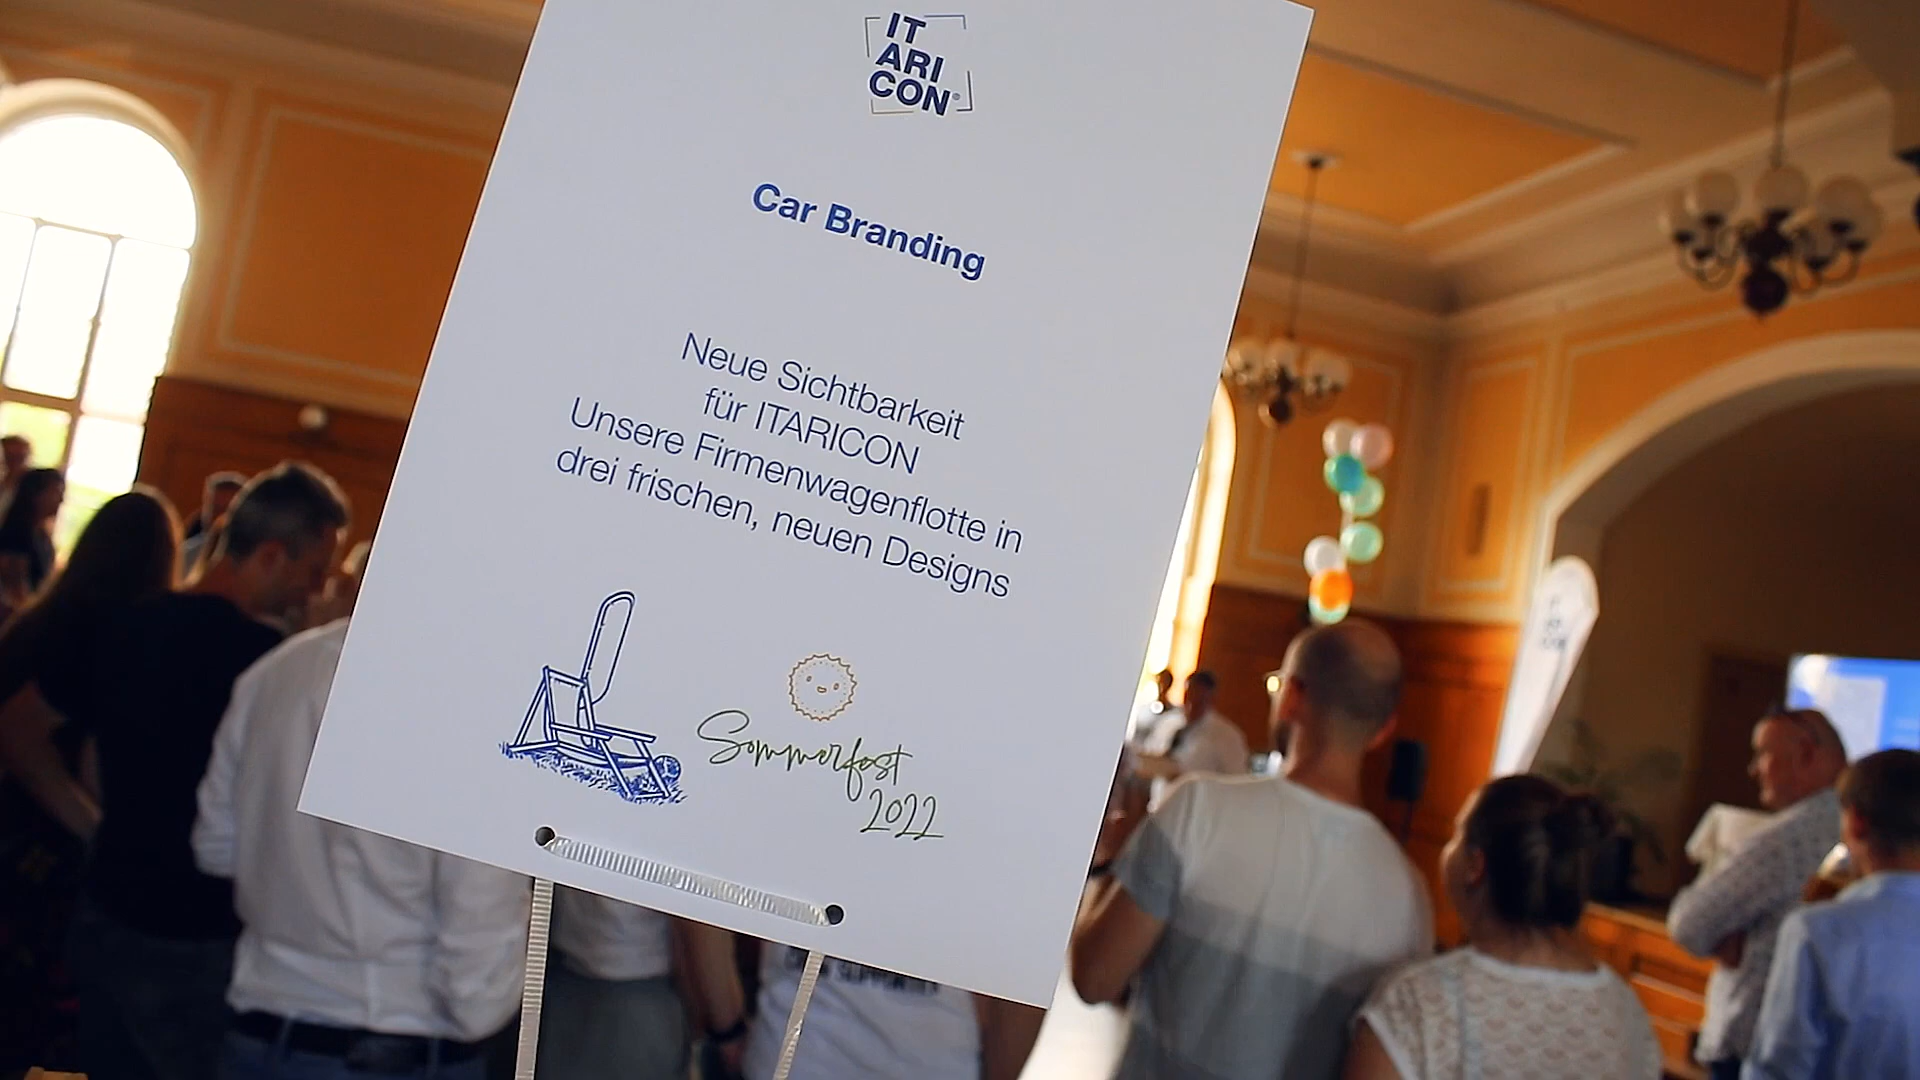 IT
ARI
CON®
Car Branding
Neue Sichtbarkeit
für ITARICON
Unsere Firmenwagenflotte in
drei frischen, neuen Designs
Sommerfest
2022